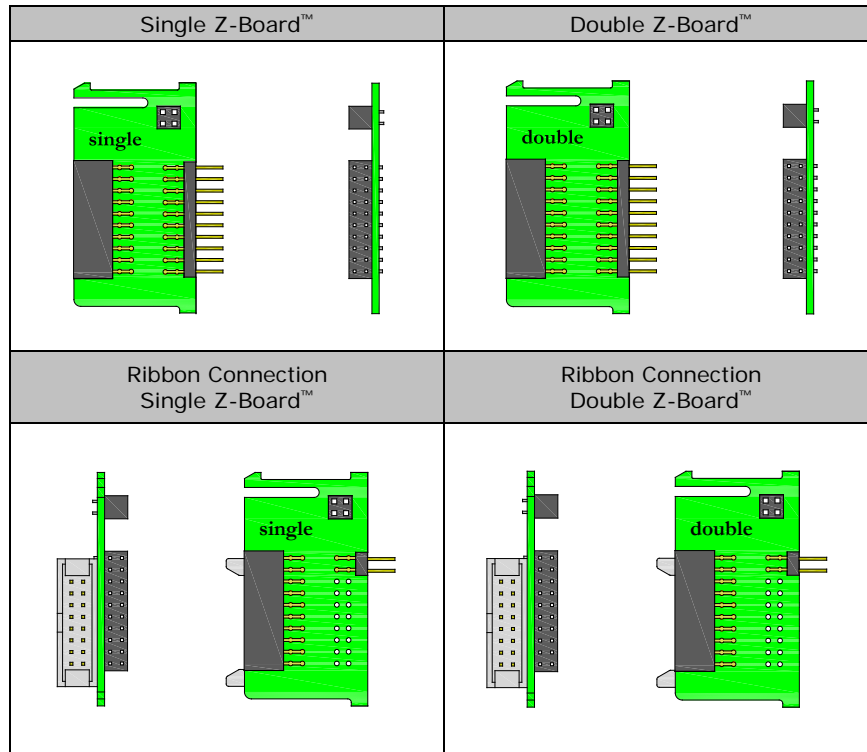 Single Z-Board™
Double Z-Board™
single
double
Ribbon Connection
Single Z-Board™
Ribbon Connection
Double Z-Board™
single
double